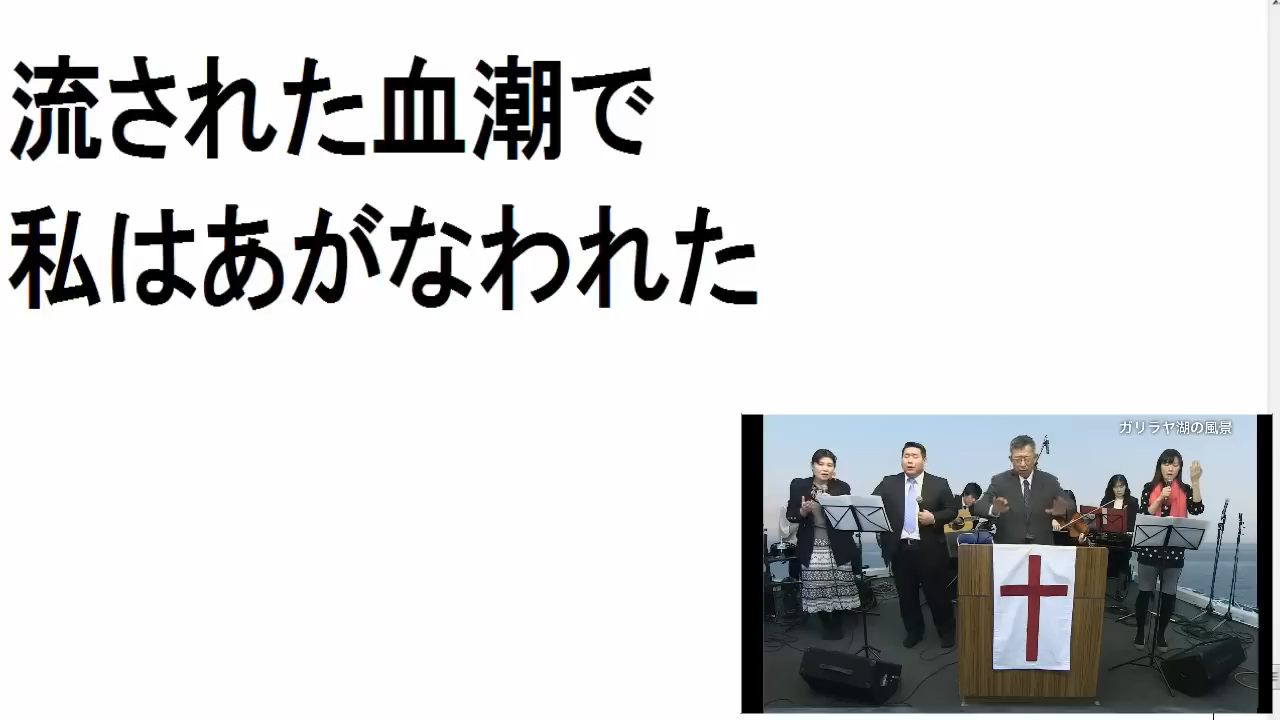 流された血潮で
私はあがなわれた
ガリラヤ湖の風景